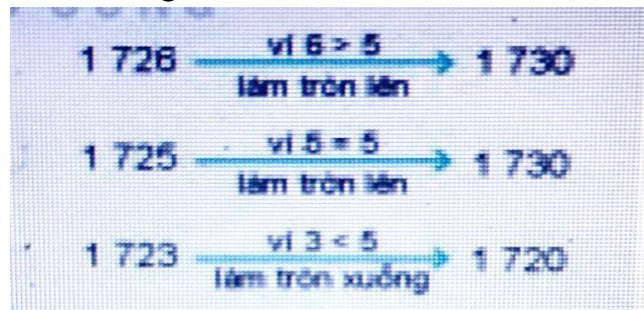 vì 6 > 5
1 726 → 1 730
làm tròn lên
vì 5 = 5
1 725 → 1 730
làm tròn lên
vì 3 < 5
1 723 → 1 720
làm tròn xuống